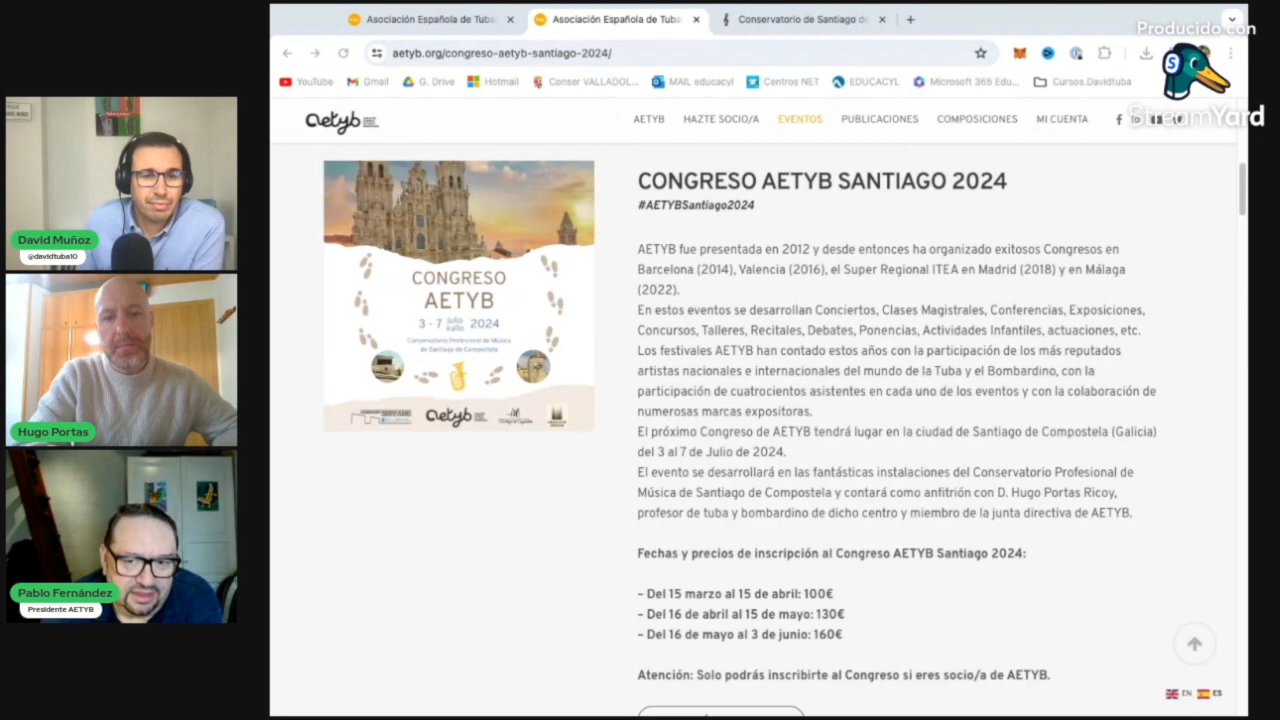 Asociación Española de Tuba
Asociación Española de Tuba
Conservatorio de Santiago de
Producido con
StreamYard
aetyb.org/congreso-aetyb-santiago-2024/
YouTube
Gmail
G. Drive
Hotmail
Conser VALLADOL...
MAIL educacyl
Centros NET
EDUCACYL
Microsoft 365 Edu...
Cursos.Davidtuba
aetyb
AETYB
HAZTE SOCIO/A
EVENTOS
PUBLICACIONES
COMPOSICIONES
MI CUENTA
David Muñoz
@davidtuba10
Hugo Portas
Pablo Fernández
Presidente AETYB
CONGRESO
AETYB
3 - 7 julio xullo 2024
Conservatorio Profesional de Música
de Santiago de Compostela
aetyb
CONGRESO AETYB SANTIAGO 2024
#AETYBSantiago2024
AETYB fue presentada en 2012 y desde entonces ha organizado exitosos Congresos en
Barcelona (2014), Valencia (2016), el Super Regional ITEA en Madrid (2018) y en Málaga
(2022).
En estos eventos se desarrollan Conciertos, Clases Magistrales, Conferencias, Exposiciones,
Concursos, Talleres, Recitales, Debates, Ponencias, Actividades Infantiles, actuaciones, etc.
Los festivales AETYB han contado estos años con la participación de los más reputados
artistas nacionales e internacionales del mundo de la Tuba y el Bombardino, con la
participación de cuatrocientos asistentes en cada uno de los eventos y con la colaboración de
numerosas marcas expositoras.
El próximo Congreso de AETYB tendrá lugar en la ciudad de Santiago de Compostela (Galicia)
del 3 al 7 de Julio de 2024.
El evento se desarrollará en las fantásticas instalaciones del Conservatorio Profesional de
Música de Santiago de Compostela y contará como anfitrión con D. Hugo Portas Ricoy,
profesor de tuba y bombardino de dicho centro y miembro de la junta directiva de AETYB.
Fechas y precios de inscripción al Congreso AETYB Santiago 2024:
– Del 15 marzo al 15 de abril: 100€
– Del 16 de abril al 15 de mayo: 130€
– Del 16 de mayo al 3 de junio: 160€
Atención: Solo podrás inscribirte al Congreso si eres socio/a de AETYB.
EN
ES